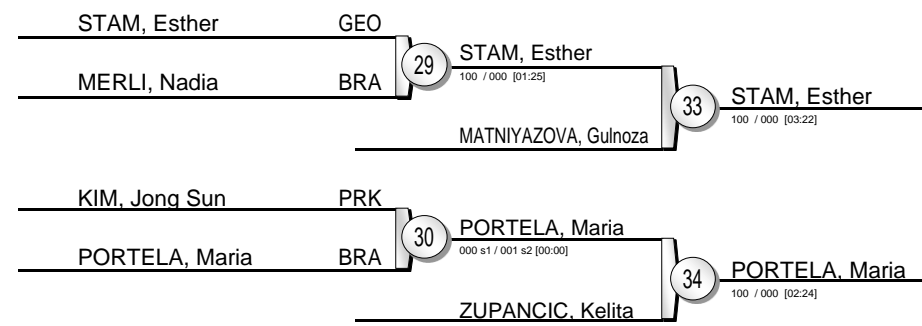 STAM, Esther GEO
MERLI, Nadia BRA
29
STAM, Esther
100 / 000 [01:25]
MATNIYAZOVA, Gulnoza
33
STAM, Esther
100 / 000 [03:22]
KIM, Jong Sun PRK
PORTELA, Maria BRA
30
PORTELA, Maria
000 s1 / 001 s2 [00:00]
ZUPANCIC, Kelita
34
PORTELA, Maria
100 / 000 [02:24]